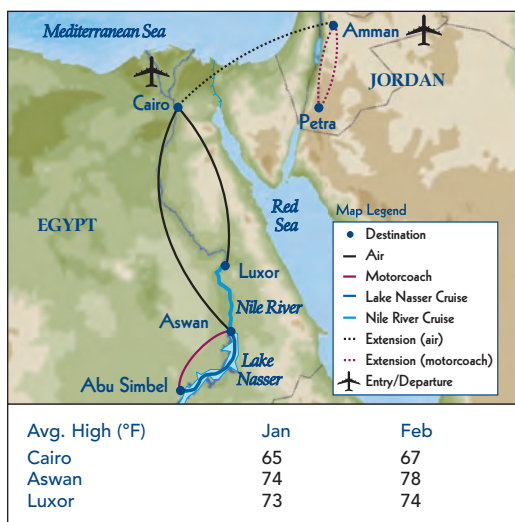 Mediterranean Sea
Amman
JORDAN
Cairo
Petra
EGYPT
Red
Sea
Map Legend
Destination
Air
Motorcoach
Lake Nasser Cruise
Nile River Cruise
Extension (air)
Extension (motorcoach)
Entry/Departure
Luxor
Nile River
Aswan
Lake
Nasser
Abu Simbel
Avg. High (°F) Jan Feb
Cairo 65 67
Aswan 74 78
Luxor 73 74